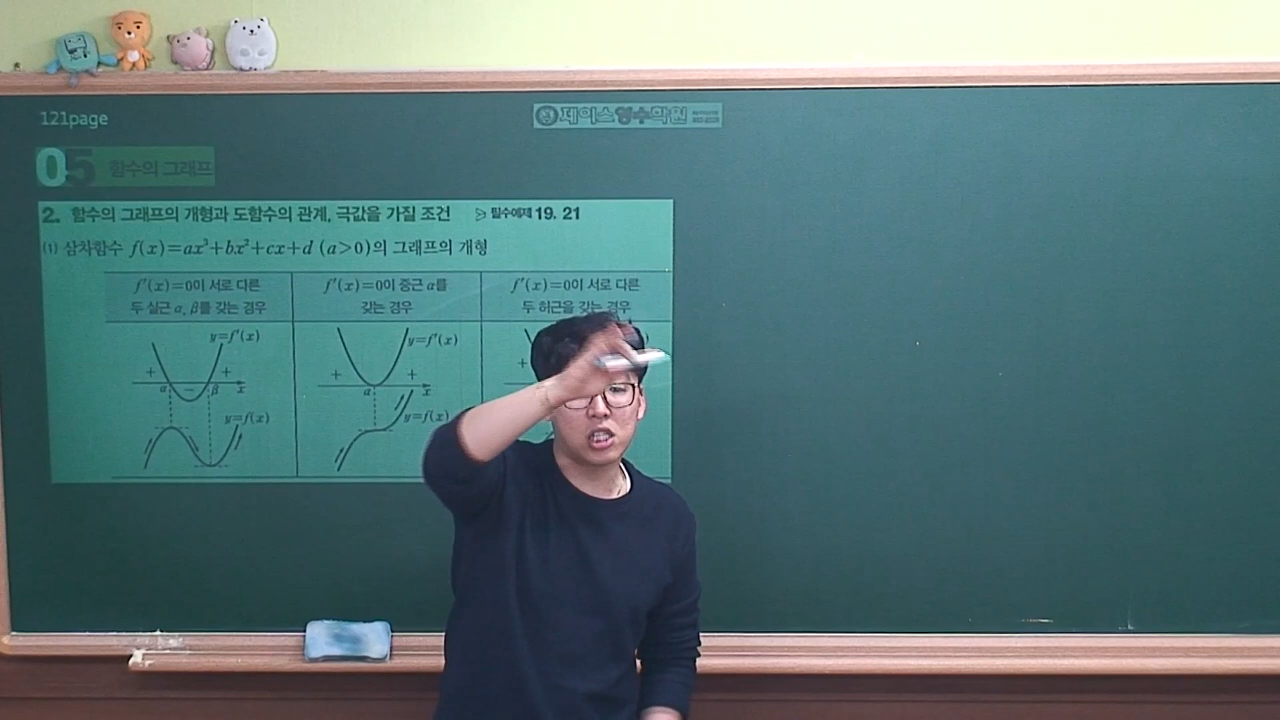 121page
제이스영수학원
05 함수의 그래프
2. 함수의 그래프의 개형과 도함수의 관계, 극값을 가질 조건 ≫ 필수예제 19, 21
(1) 삼차함수 f(x)=ax³+bx²+cx+d (a>0)의 그래프의 개형
f′(x)=0이 서로 다른
두 실근 α, β를 갖는 경우
f′(x)=0이 중근 α를
갖는 경우
f′(x)=0이 서로 다른
두 허근을 갖는 경우
y=f′(x)
+ − +
α β x
y=f(x)
y=f′(x)
+ +
α x
y=f(x)
+